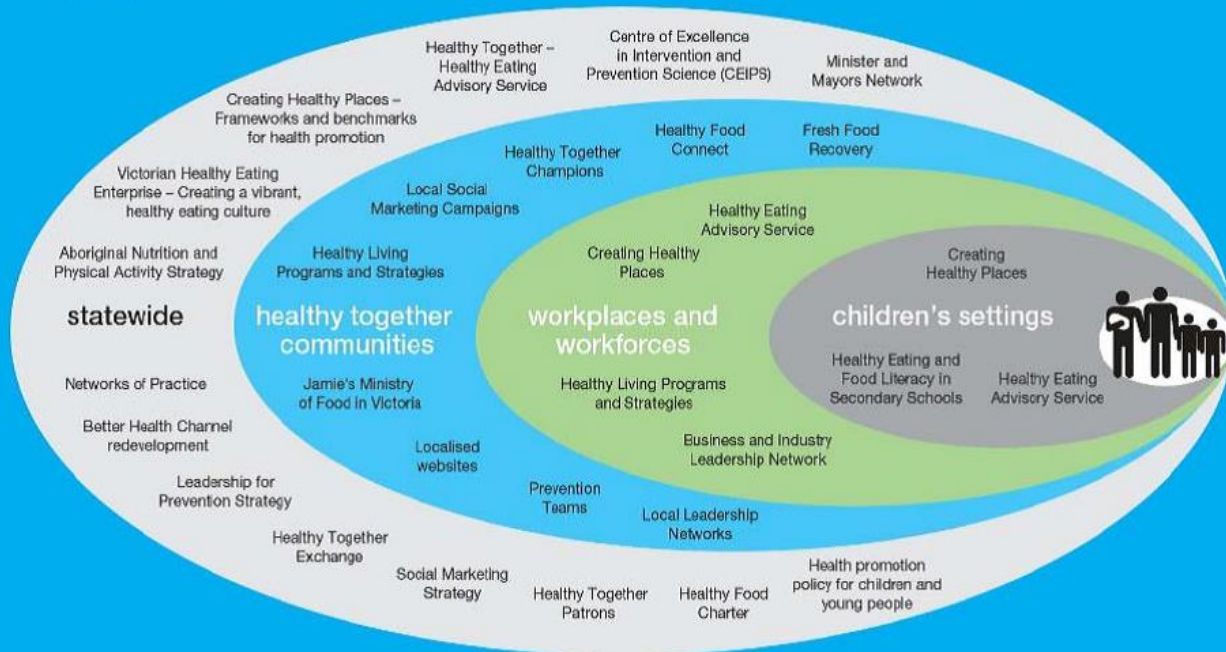 Healthy Together –
Healthy Eating
Advisory Service
Centre of Excellence
in Intervention and
Prevention Science (CEIPS)
Minister and
Mayors Network
Creating Healthy Places –
Frameworks and benchmarks
for health promotion
Healthy Food
Connect
Fresh Food
Recovery
Healthy Together
Champions
Victorian Healthy Eating
Enterprise – Creating a vibrant,
healthy eating culture
Local Social
Marketing Campaigns
Healthy Eating
Advisory Service
Aboriginal Nutrition and
Physical Activity Strategy
Healthy Living
Programs and Strategies
Creating Healthy
Places
Creating
Healthy Places
statewide
healthy together
communities
workplaces and
workforces
children's settings
Networks of Practice
Jamie's Ministry
of Food in Victoria
Healthy Living Programs
and Strategies
Healthy Eating and
Food Literacy in
Secondary Schools
Healthy Eating
Advisory Service
Better Health Channel
redevelopment
Localised
websites
Business and Industry
Leadership Network
Leadership for
Prevention Strategy
Prevention
Teams
Local Leadership
Networks
Healthy Together
Exchange
Social Marketing
Strategy
Healthy Together
Patrons
Healthy Food
Charter
Health promotion
policy for children and
young people